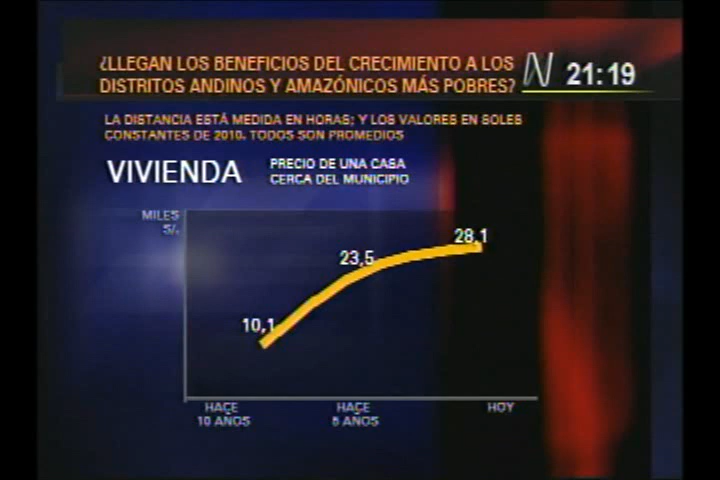 ¿LLEGAN LOS BENEFICIOS DEL CRECIMIENTO A LOS
DISTRITOS ANDINOS Y AMAZÓNICOS MÁS POBRES?
N 21:19
LA DISTANCIA ESTÁ MEDIDA EN HORAS; Y LOS VALORES EN SOLES
CONSTANTES DE 2010. TODOS SON PROMEDIOS
VIVIENDA
PRECIO DE UNA CASA
CERCA DEL MUNICIPIO
MILES
S/.
10,1
23,5
28,1
HACE
10 AÑOS
HACE
5 AÑOS
HOY